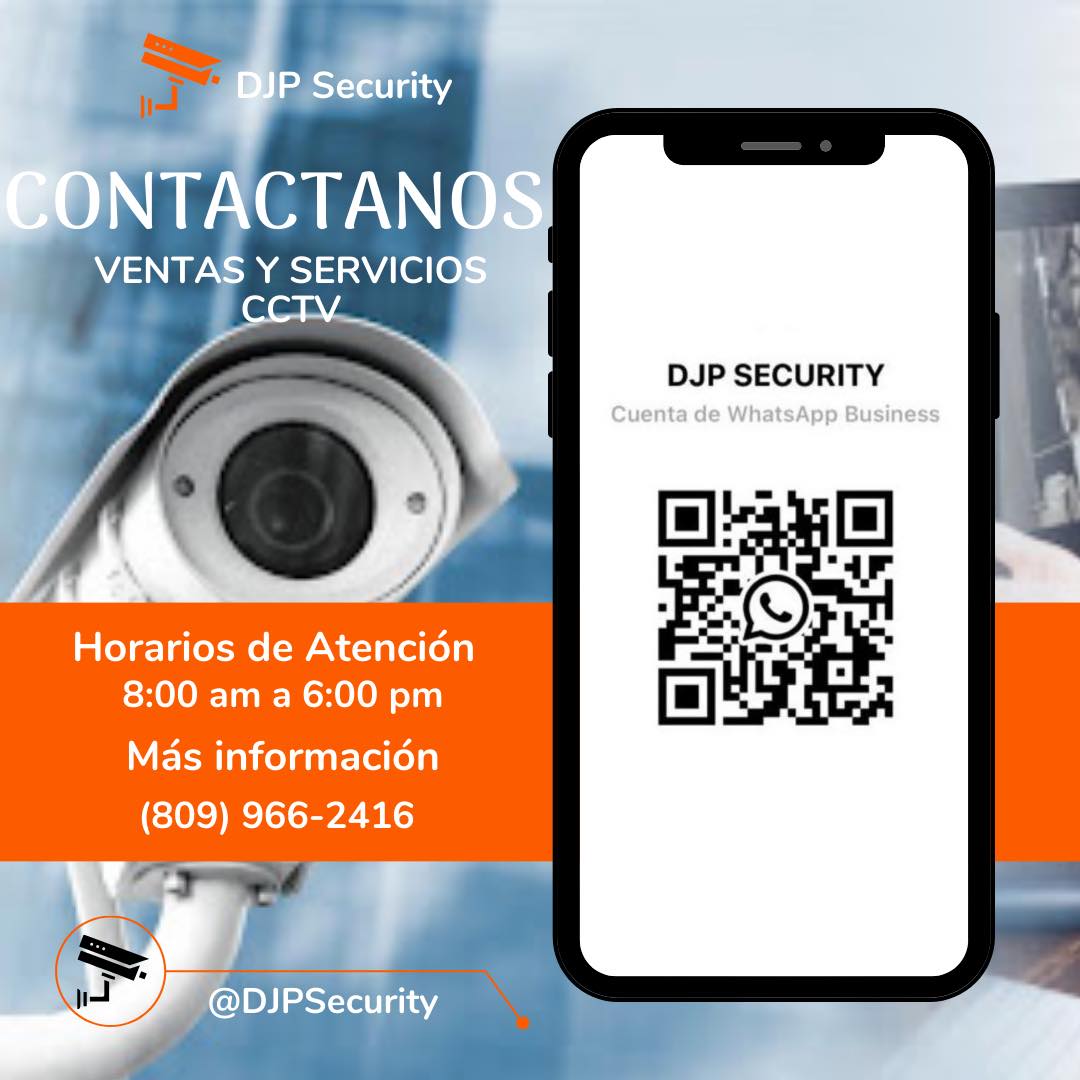 DJP Security
CONTACTANOS
VENTAS Y SERVICIOS
CCTV
Horarios de Atención
8:00 am a 6:00 pm
Más información
(809) 966-2416
@DJPSecurity
DJP SECURITY
Cuenta de WhatsApp Business